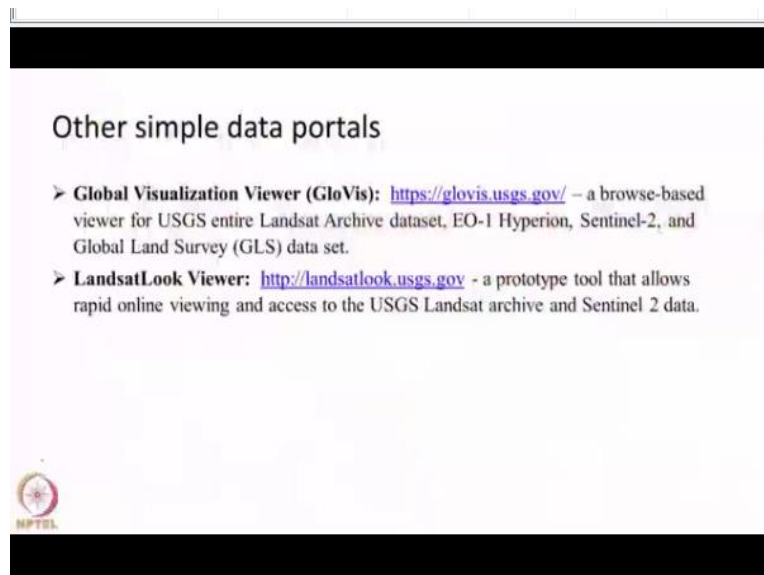 Other simple data portals
➤ Global Visualization Viewer (GloVis): https://glovis.usgs.gov/ – a browse-based
viewer for USGS entire Landsat Archive dataset, EO-1 Hyperion, Sentinel-2, and
Global Land Survey (GLS) data set.
➤ LandsatLook Viewer: http://landsatlook.usgs.gov - a prototype tool that allows
rapid online viewing and access to the USGS Landsat archive and Sentinel 2 data.
NPTEL